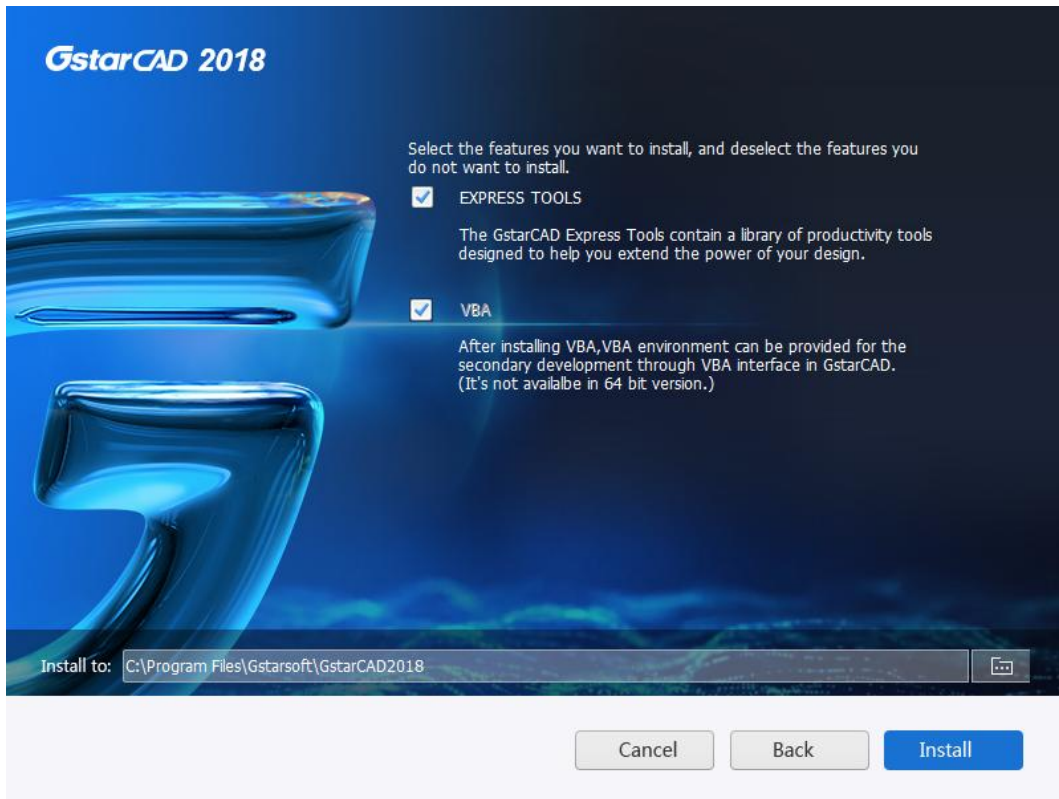 GstarCAD 2018
Select the features you want to install, and deselect the features you
do not want to install.
EXPRESS TOOLS
The GstarCAD Express Tools contain a library of productivity tools
designed to help you extend the power of your design.
VBA
After installing VBA,VBA environment can be provided for the
secondary development through VBA interface in GstarCAD.
(It's not availalbe in 64 bit version.)
Install to: C:\Program Files\Gstarsoft\GstarCAD2018
Cancel Back Install